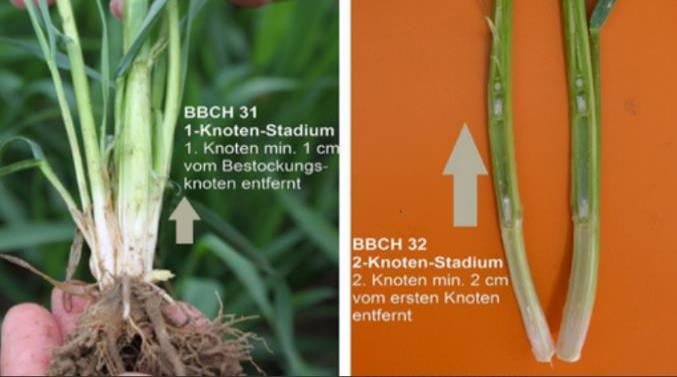 BBCH 31
1-Knoten-Stadium
1. Knoten min. 1 cm
vom Bestockungs-
knoten entfernt
BBCH 32
2-Knoten-Stadium
2. Knoten min. 2 cm
vom ersten Knoten
entfernt